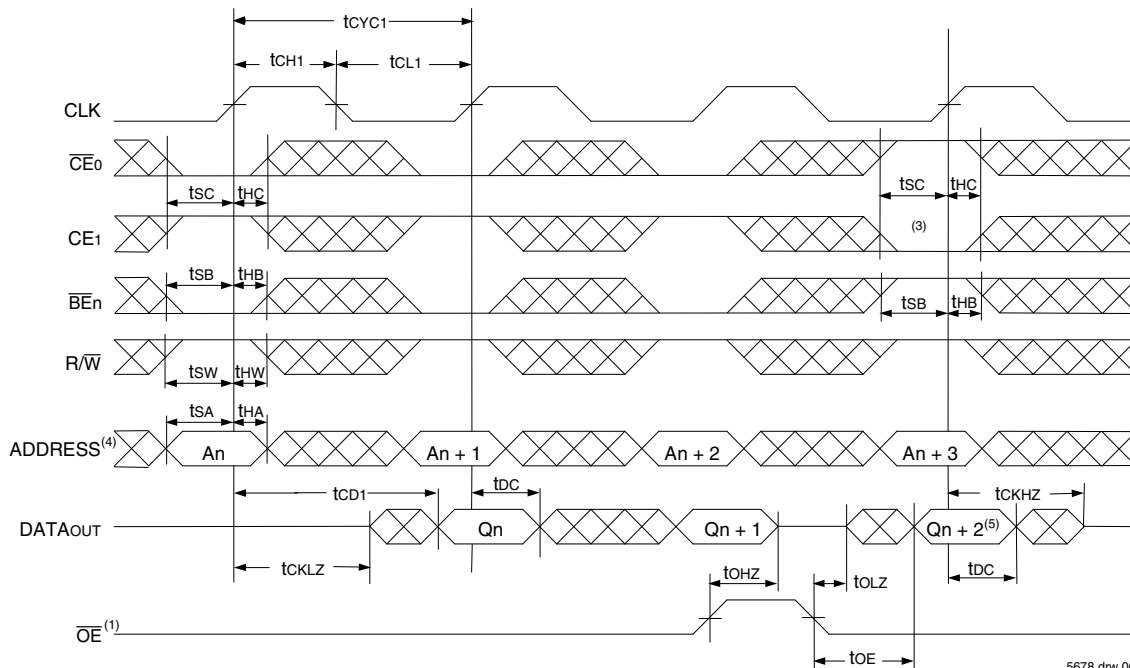 tCYC1
tCH1 tCL1
CLK
CE0
tSC tHC tSC tHC
CE1 (3)
tSB tHB
BEn tSB tHB
R/W
tSW tHW
tSA tHA
ADDRESS(4) An An + 1 An + 2 An + 3
tCD1 tDC tCKHZ
DATAOUT Qn Qn + 1 Qn + 2(5)
tCKLZ tOHZ tOLZ tDC
OE(1)
tOE